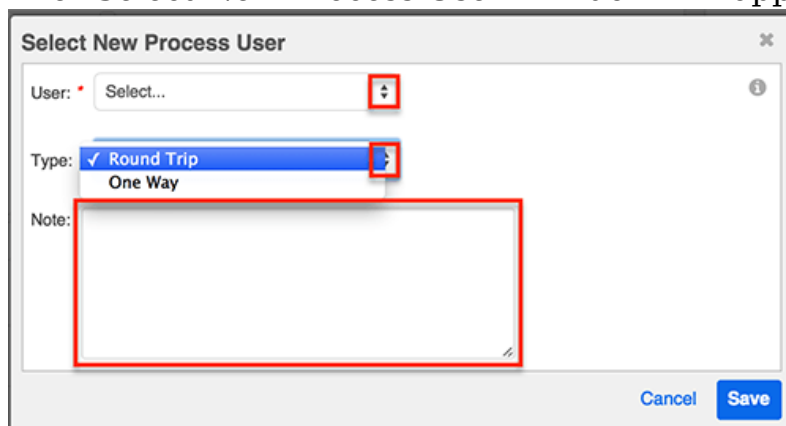 Select New Process User
User: * Select...
Type: ✓ Round Trip
One Way
Note:
Cancel Save